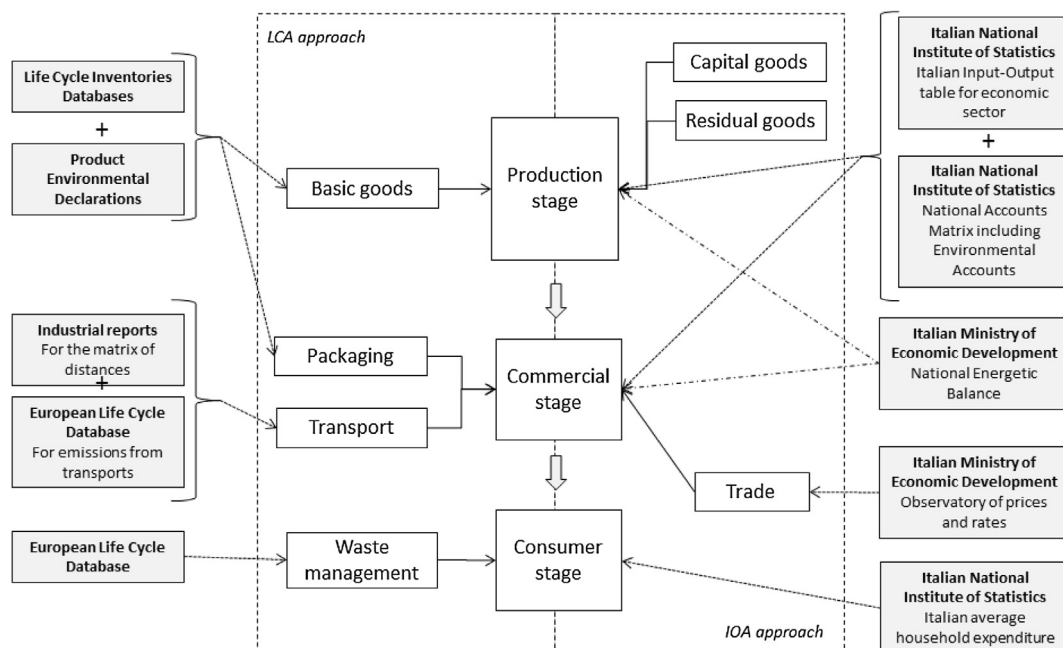 LCA approach
Life Cycle Inventories
Databases
+
Product
Environmental
Declarations
Industrial reports
For the matrix of
distances
+
European Life Cycle
Database
For emissions from
transports
European Life Cycle
Database
Basic goods
Packaging
Transport
Waste
management
Production
stage
Commercial
stage
Consumer
stage
Capital goods
Residual goods
Trade
IOA approach
Italian National
Institute of Statistics
Italian Input-Output
table for economic
sector
+
Italian National
Institute of Statistics
National Accounts
Matrix including
Environmental
Accounts
Italian Ministry of
Economic Development
National Energetic
Balance
Italian Ministry of
Economic Development
Observatory of prices
and rates
Italian National
Institute of Statistics
Italian average
household expenditure